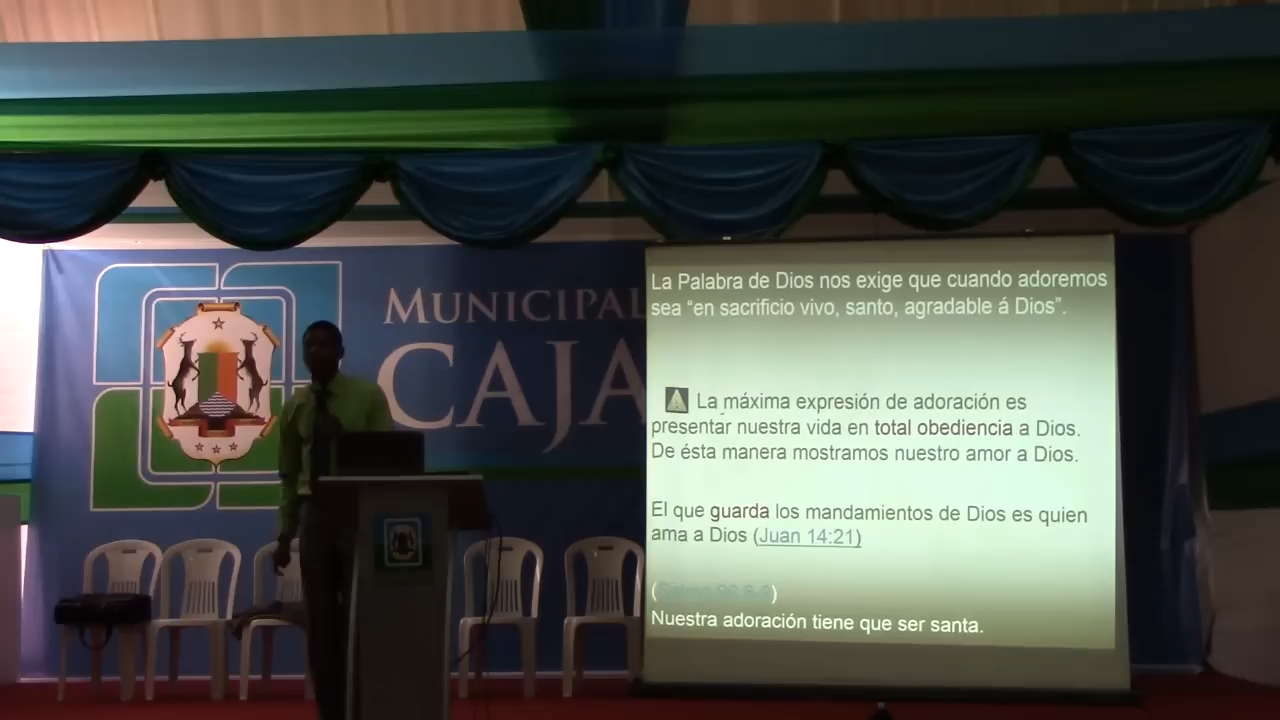 MUNICIPAL
CAJA
La Palabra de Dios nos exige que cuando adoremos
sea “en sacrificio vivo, santo, agradable á Dios”.
La máxima expresión de adoración es
presentar nuestra vida en total obediencia a Dios.
De ésta manera mostramos nuestro amor a Dios.
El que guarda los mandamientos de Dios es quien
ama a Dios (Juan 14:21)
Nuestra adoración tiene que ser santa.